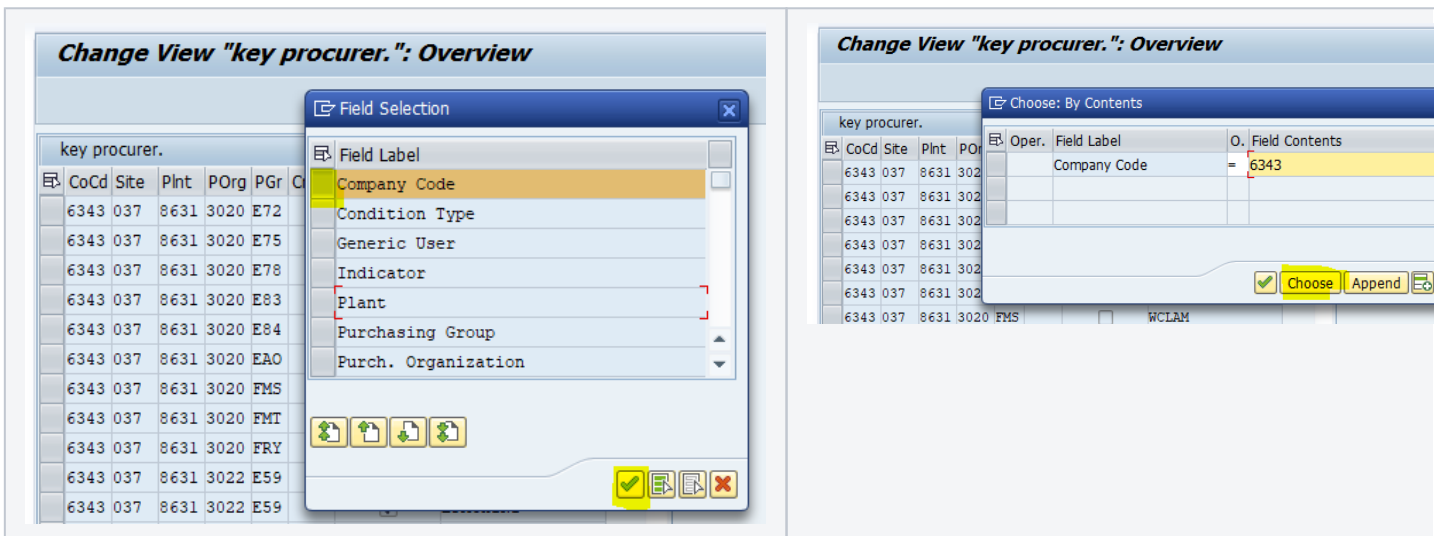 Change View "key procurer.": Overview
Field Selection
key procurer.
Field Label
CoCd Site Plnt POrg PGr
Company Code
6343 037 8631 3020 E72
Condition Type
6343 037 8631 3020 E75
Generic User
6343 037 8631 3020 E78
Indicator
6343 037 8631 3020 E83
Plant
6343 037 8631 3020 E84
Purchasing Group
6343 037 8631 3020 EAO
Purch. Organization
6343 037 8631 3020 FMS
6343 037 8631 3020 FMT
6343 037 8631 3020 FRY
6343 037 8631 3022 E59
6343 037 8631 3022 E59
Change View "key procurer.": Overview
Choose: By Contents
key procurer.
Oper. Field Label O. Field Contents
CoCd Site Plnt
Company Code = 6343
6343 037 8631 302
6343 037 8631 302
6343 037 8631 302
6343 037 8631 302
6343 037 8631 302
6343 037 8631 302
Choose Append
6343 037 8631 3020 FMS WCLAM